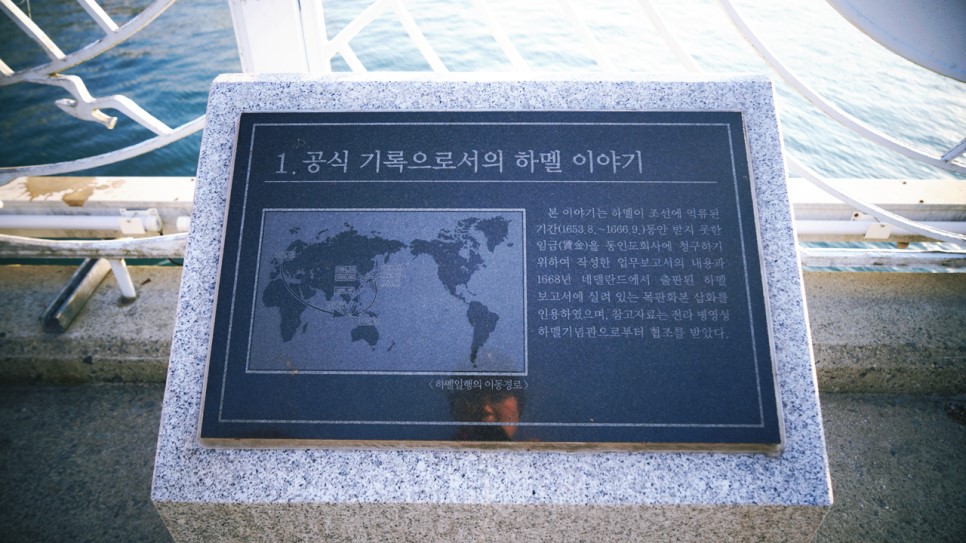 1. 공식 기록으로서의 하멜 이야기
본 이야기는 하멜이 조선에 억류된
기간(1653.8.~1666.9.)동안 받지 못한
임금(賃金)을 동인도회사에 청구하기
위하여 작성한 업무보고서의 내용과
1668년 네델란드에서 출판된 하멜
보고서에 실려 있는 목판화본 삽화를
인용하였으며, 참고자료는 전라 병영성
하멜기념관으로부터 협조를 받았다.
〈하멜일행의 이동경로〉